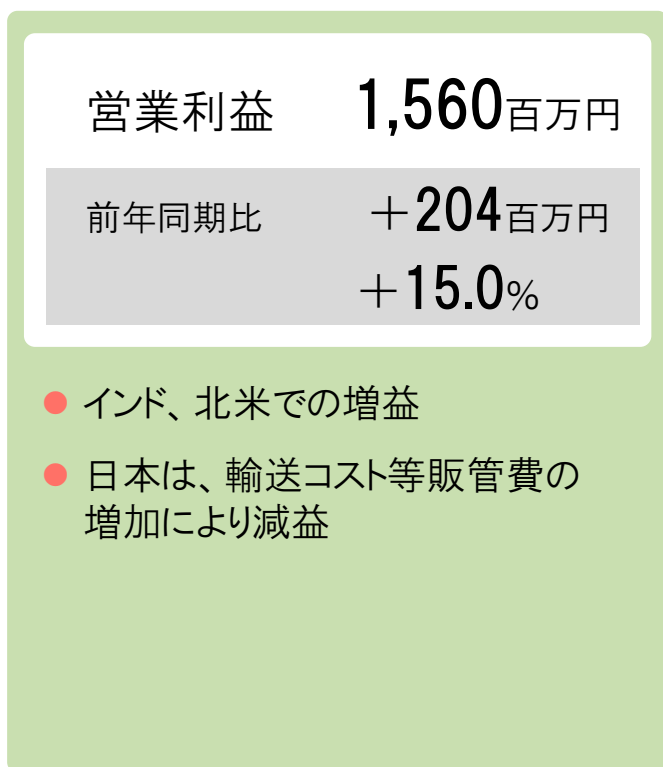 営業利益 1,560百万円
前年同期比 ＋204百万円
＋15.0%
● インド、北米での増益
● 日本は、輸送コスト等販管費の
増加により減益